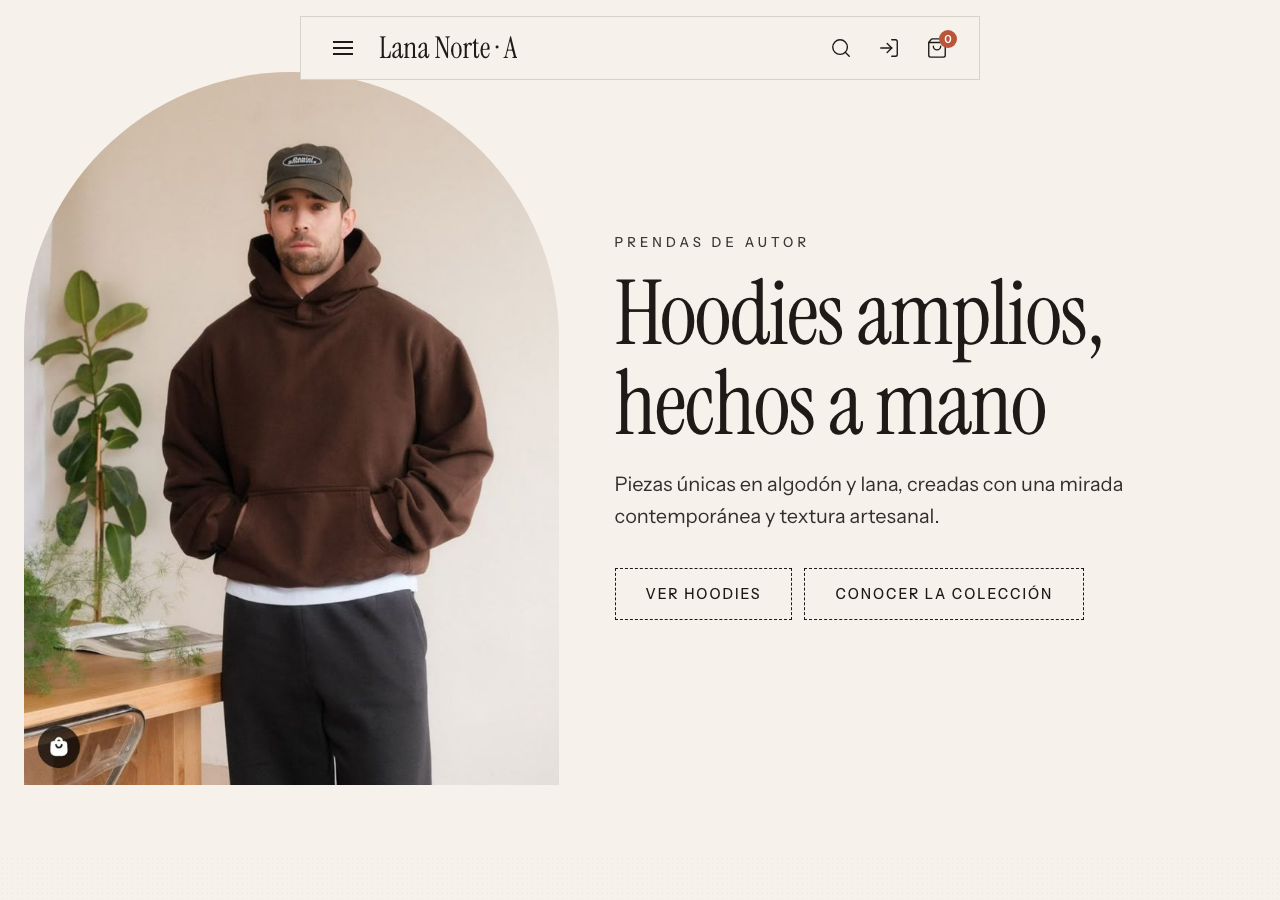 Lana Norte · A
0
PRENDAS DE AUTOR
Hoodies amplios,
hechos a mano
Piezas únicas en algodón y lana, creadas con una mirada
contemporánea y textura artesanal.
VER HOODIES
CONOCER LA COLECCIÓN